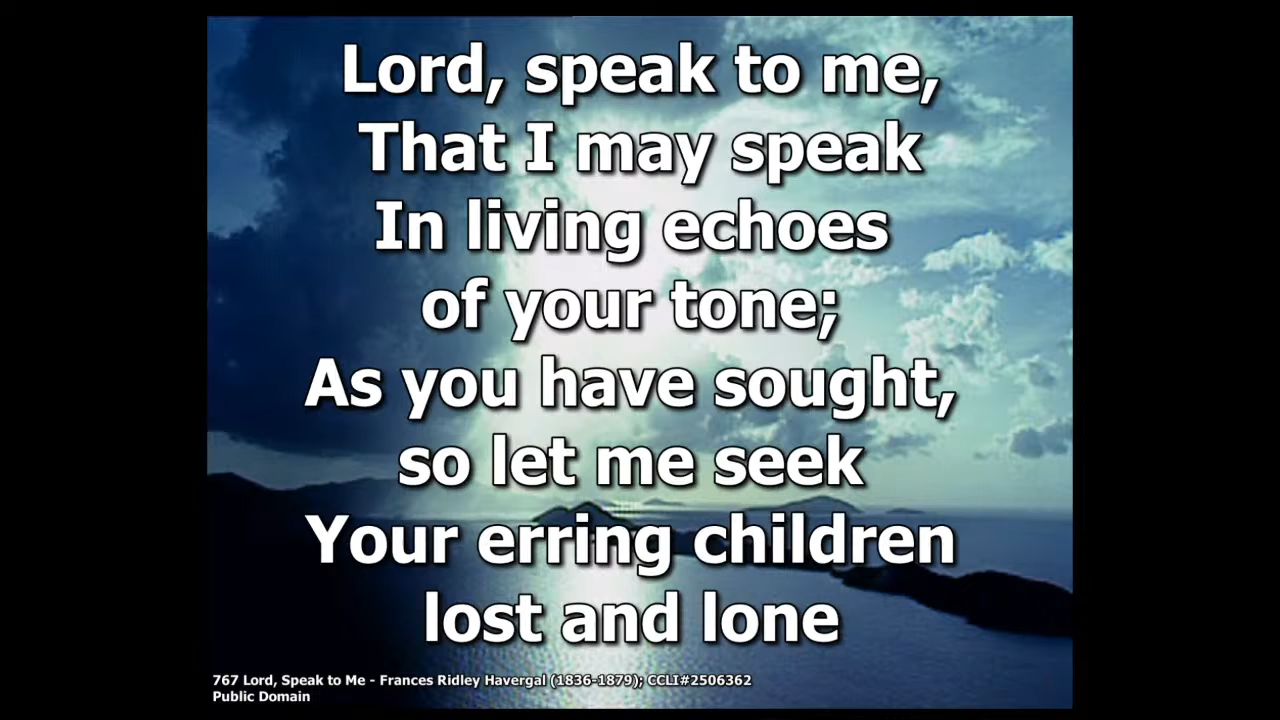 Lord, speak to me,
That I may speak
In living echoes
of your tone;
As you have sought,
so let me seek
Your erring children
lost and lone
767 Lord, Speak to Me - Frances Ridley Havergal (1836-1879); CCLI#2506362
Public Domain